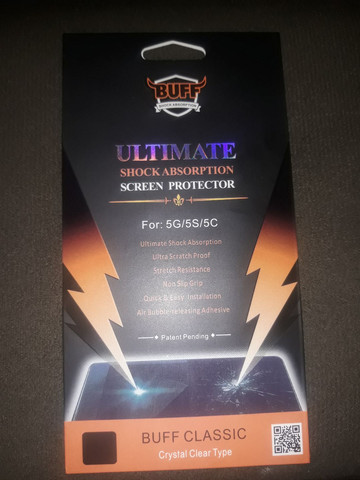 BUFF
SHOCK ABSORPTION
ULTIMATE
SHOCK ABSORPTION
SCREEN PROTECTOR
For: 5G/5S/5C
Ultimate Shock Absorption
Ultra Scratch Proof
Stretch Resistance
Non Slip Grip
Quick & Easy Installation
Air Bubble Releasing Adhesive
Patent Pending
BUFF CLASSIC
Crystal Clear Type